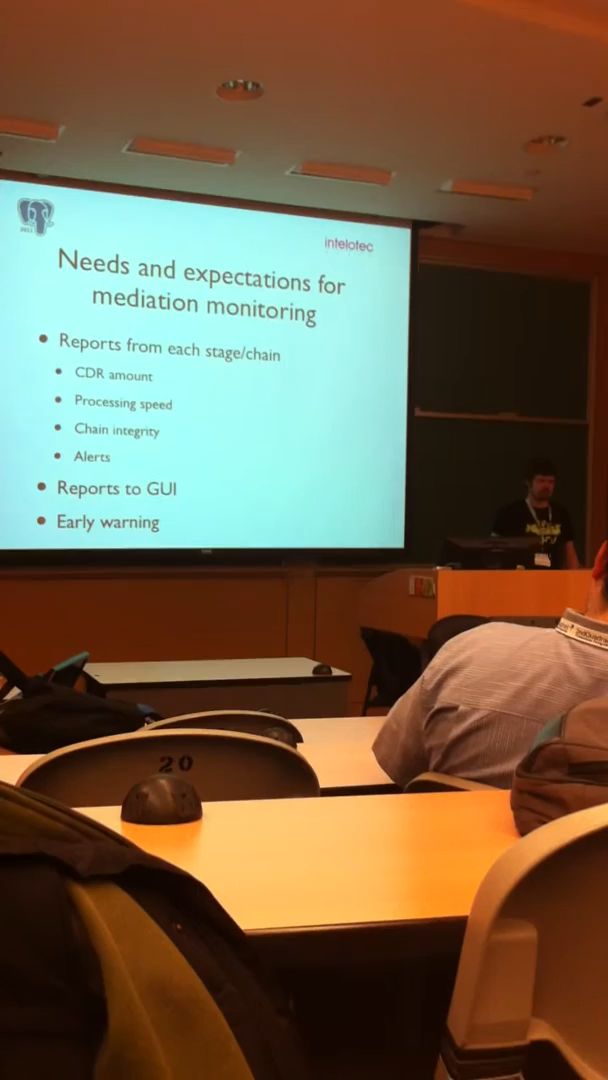 intelotec
Needs and expectations for
mediation monitoring
• Reports from each stage/chain
• CDR amount
• Processing speed
• Chain integrity
• Alerts
• Reports to GUI
• Early warning
20